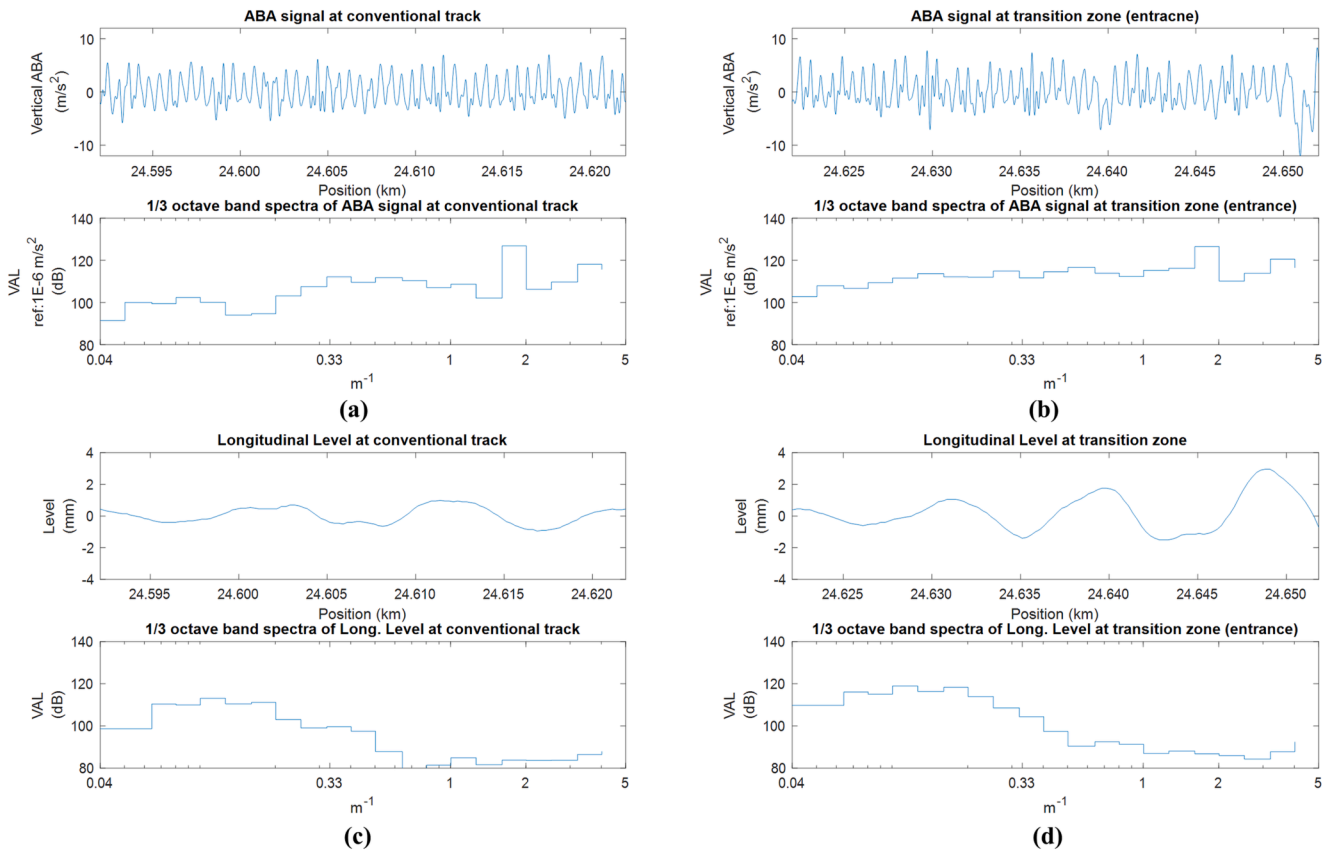 ABA signal at conventional track
Vertical ABA
(m/s²)
10
0
-10
24.595 24.600 24.605 24.610 24.615 24.620
Position (km)
1/3 octave band spectra of ABA signal at conventional track
VAL
ref:1E-6 m/s²
(dB)
140
120
100
80
0.04 0.33 1 2 5
m⁻¹
(a)
ABA signal at transition zone (entracne)
Vertical ABA
(m/s²)
10
0
-10
24.625 24.630 24.635 24.640 24.645 24.650
Position (km)
1/3 octave band spectra of ABA signal at transition zone (entrance)
VAL
ref:1E-6 m/s²
(dB)
140
120
100
80
0.04 0.33 1 2 5
m⁻¹
(b)
Longitudinal Level at conventional track
Level
(mm)
4
2
0
-2
-4
24.595 24.600 24.605 24.610 24.615 24.620
Position (km)
1/3 octave band spectra of Long. Level at conventional track
VAL
(dB)
140
120
100
80
0.04 0.33 1 2 5
m⁻¹
(c)
Longitudinal Level at transition zone
Level
(mm)
4
2
0
-2
-4
24.625 24.630 24.635 24.640 24.645 24.650
Position (km)
1/3 octave band spectra of Long. Level at transition zone (entrance)
VAL
(dB)
140
120
100
80
0.04 0.33 1 2 5
m⁻¹
(d)